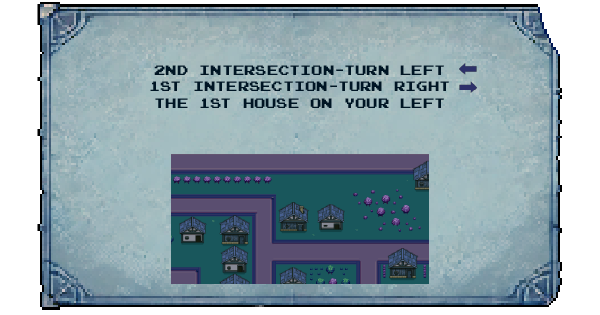 2ND INTERSECTION-TURN LEFT
1ST INTERSECTION-TURN RIGHT
THE 1ST HOUSE ON YOUR LEFT